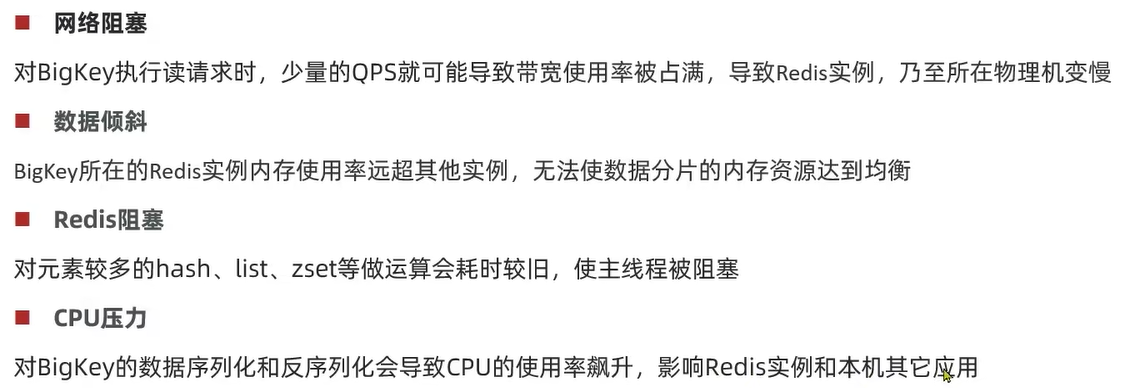 网络阻塞
对BigKey执行读请求时，少量的QPS就可能导致带宽使用率被占满，导致Redis实例，乃至所在物理机变慢
数据倾斜
BigKey所在的Redis实例内存使用率远超其他实例，无法使数据分片的内存资源达到均衡
Redis阻塞
对元素较多的hash、list、zset等做运算会耗时较旧，使主线程被阻塞
CPU压力
对BigKey的数据序列化和反序列化会导致CPU的使用率飙升，影响Redis实例和本机其它应用